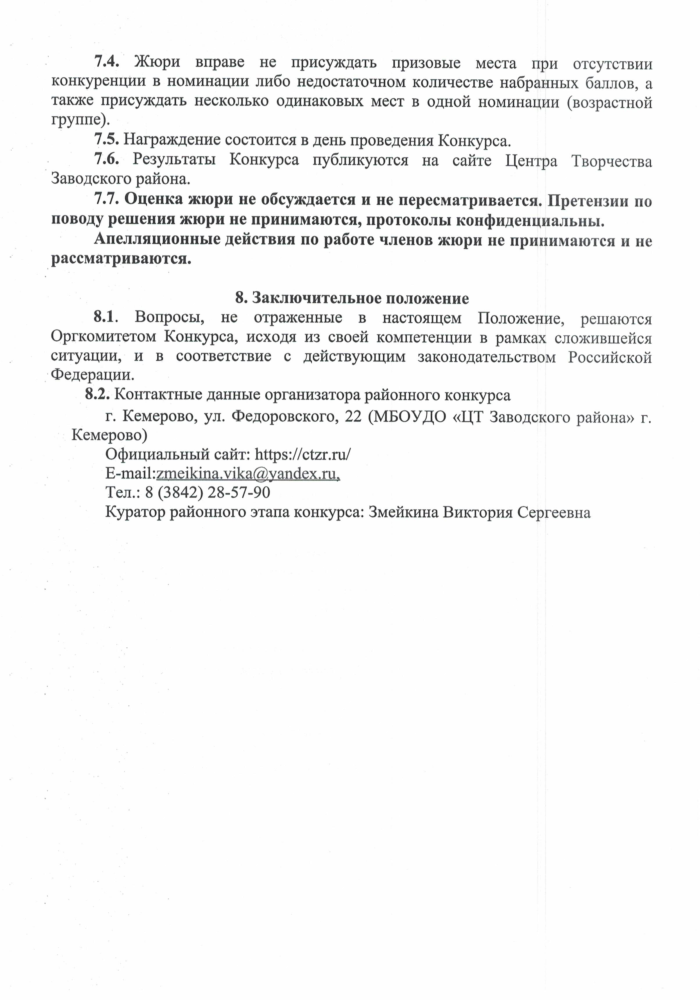 7.4. Жюри вправе не присуждать призовые места при отсутствии
конкуренции в номинации либо недостаточном количестве набранных баллов, а
также присуждать несколько одинаковых мест в одной номинации (возрастной
группе).
7.5. Награждение состоится в день проведения Конкурса.
7.6. Результаты Конкурса публикуются на сайте Центра Творчества
Заводского района.
7.7. Оценка жюри не обсуждается и не пересматривается. Претензии по
поводу решения жюри не принимаются, протоколы конфиденциальны.
Апелляционные действия по работе членов жюри не принимаются и не
рассматриваются.
8. Заключительное положение
8.1. Вопросы, не отраженные в настоящем Положение, решаются
Оргкомитетом Конкурса, исходя из своей компетенции в рамках сложившейся
ситуации, и в соответствие с действующим законодательством Российской
Федерации.
8.2. Контактные данные организатора районного конкурса
г. Кемерово, ул. Федоровского, 22 (МБОУДО «ЦТ Заводского района» г.
Кемерово)
Официальный сайт: https://ctzr.ru/
E-mail:zmeikina.vika@yandex.ru,
Тел.: 8 (3842) 28-57-90
Куратор районного этапа конкурса: Змейкина Виктория Сергеевна